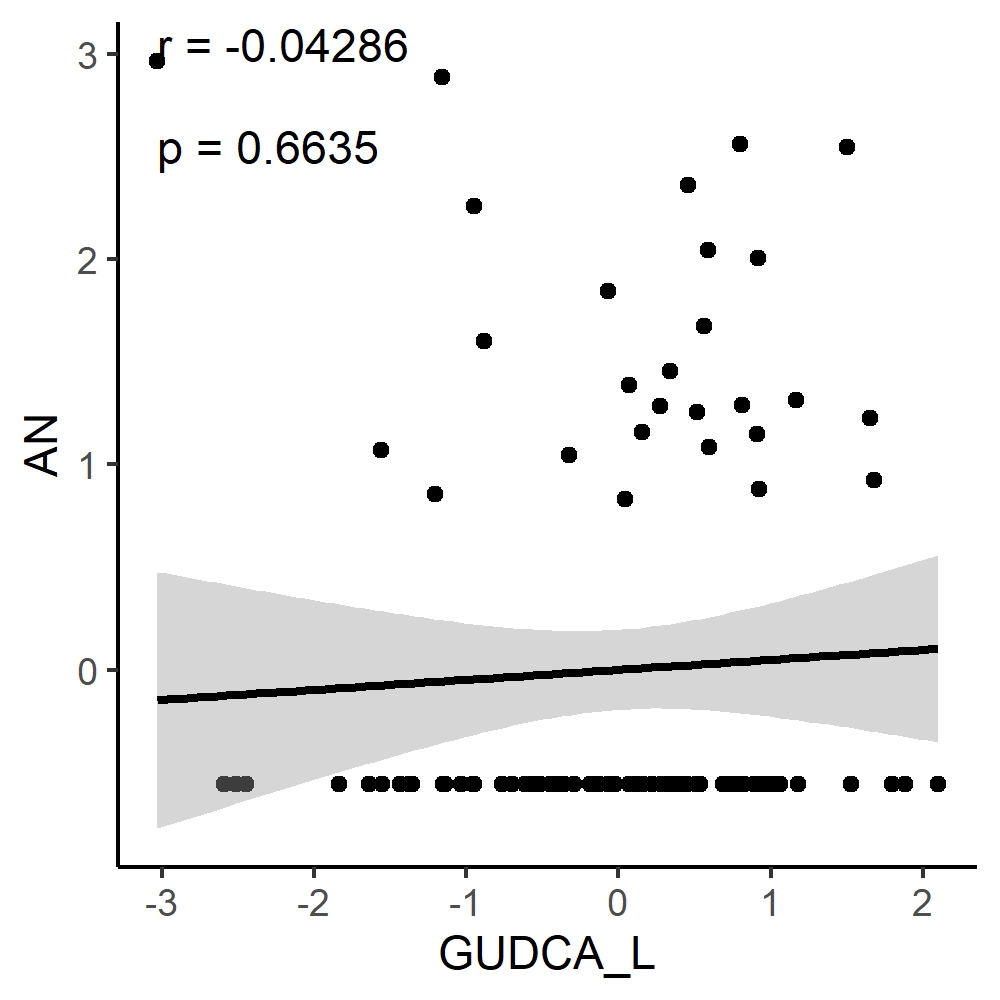 r = -0.04286
p = 0.6635
3
2
1
0
AN
-3 -2 -1 0 1 2
GUDCA_L